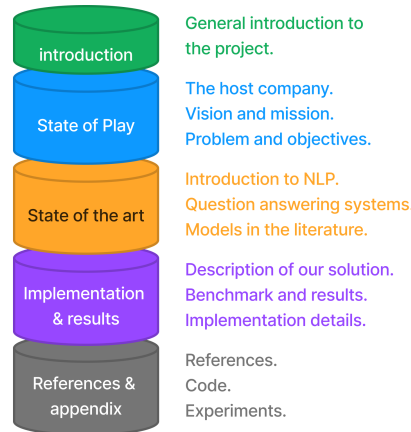 introduction
General introduction to
the project.
State of Play
The host company.
Vision and mission.
Problem and objectives.
State of the art
Introduction to NLP.
Question answering systems
Models in the literature.
Implementation
& results
Description of our solution.
Benchmark and results.
Implementation details.
References &
appendix
References.
Code.
Experiments.